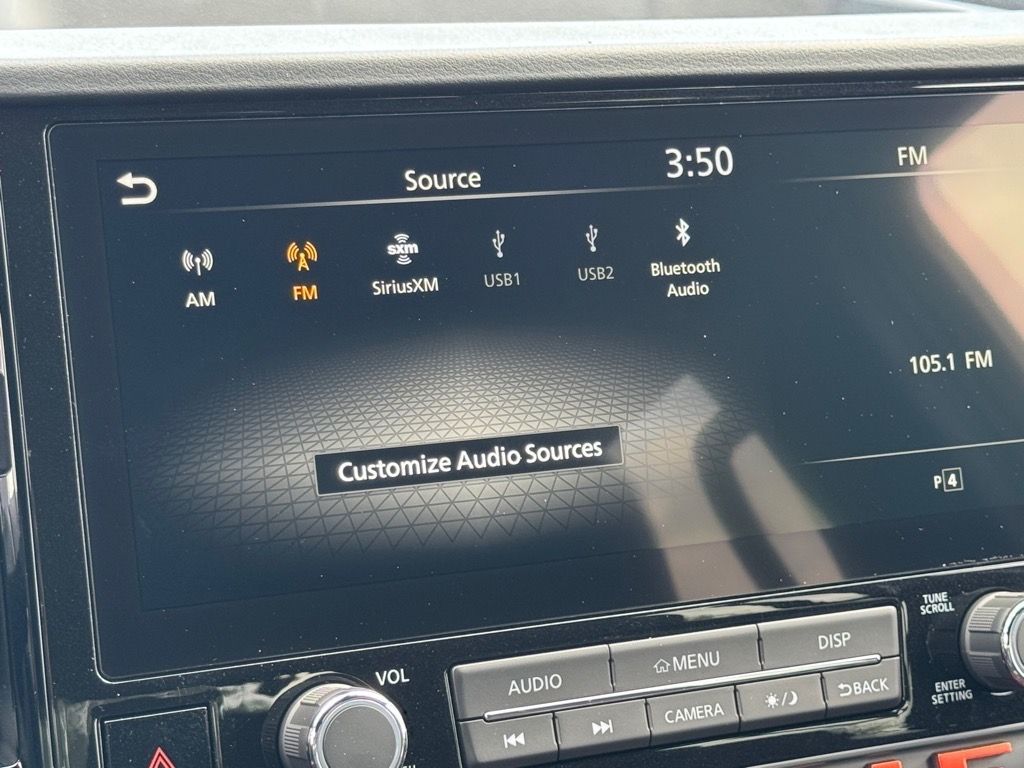 Source
3:50
FM
AM
FM
sxm
SiriusXM
USB1
USB2
Bluetooth
Audio
105.1 FM
Customize Audio Sources
P4
TUNE
SCROLL
VOL
AUDIO
MENU
DISP
CAMERA
BACK
ENTER
SETTING